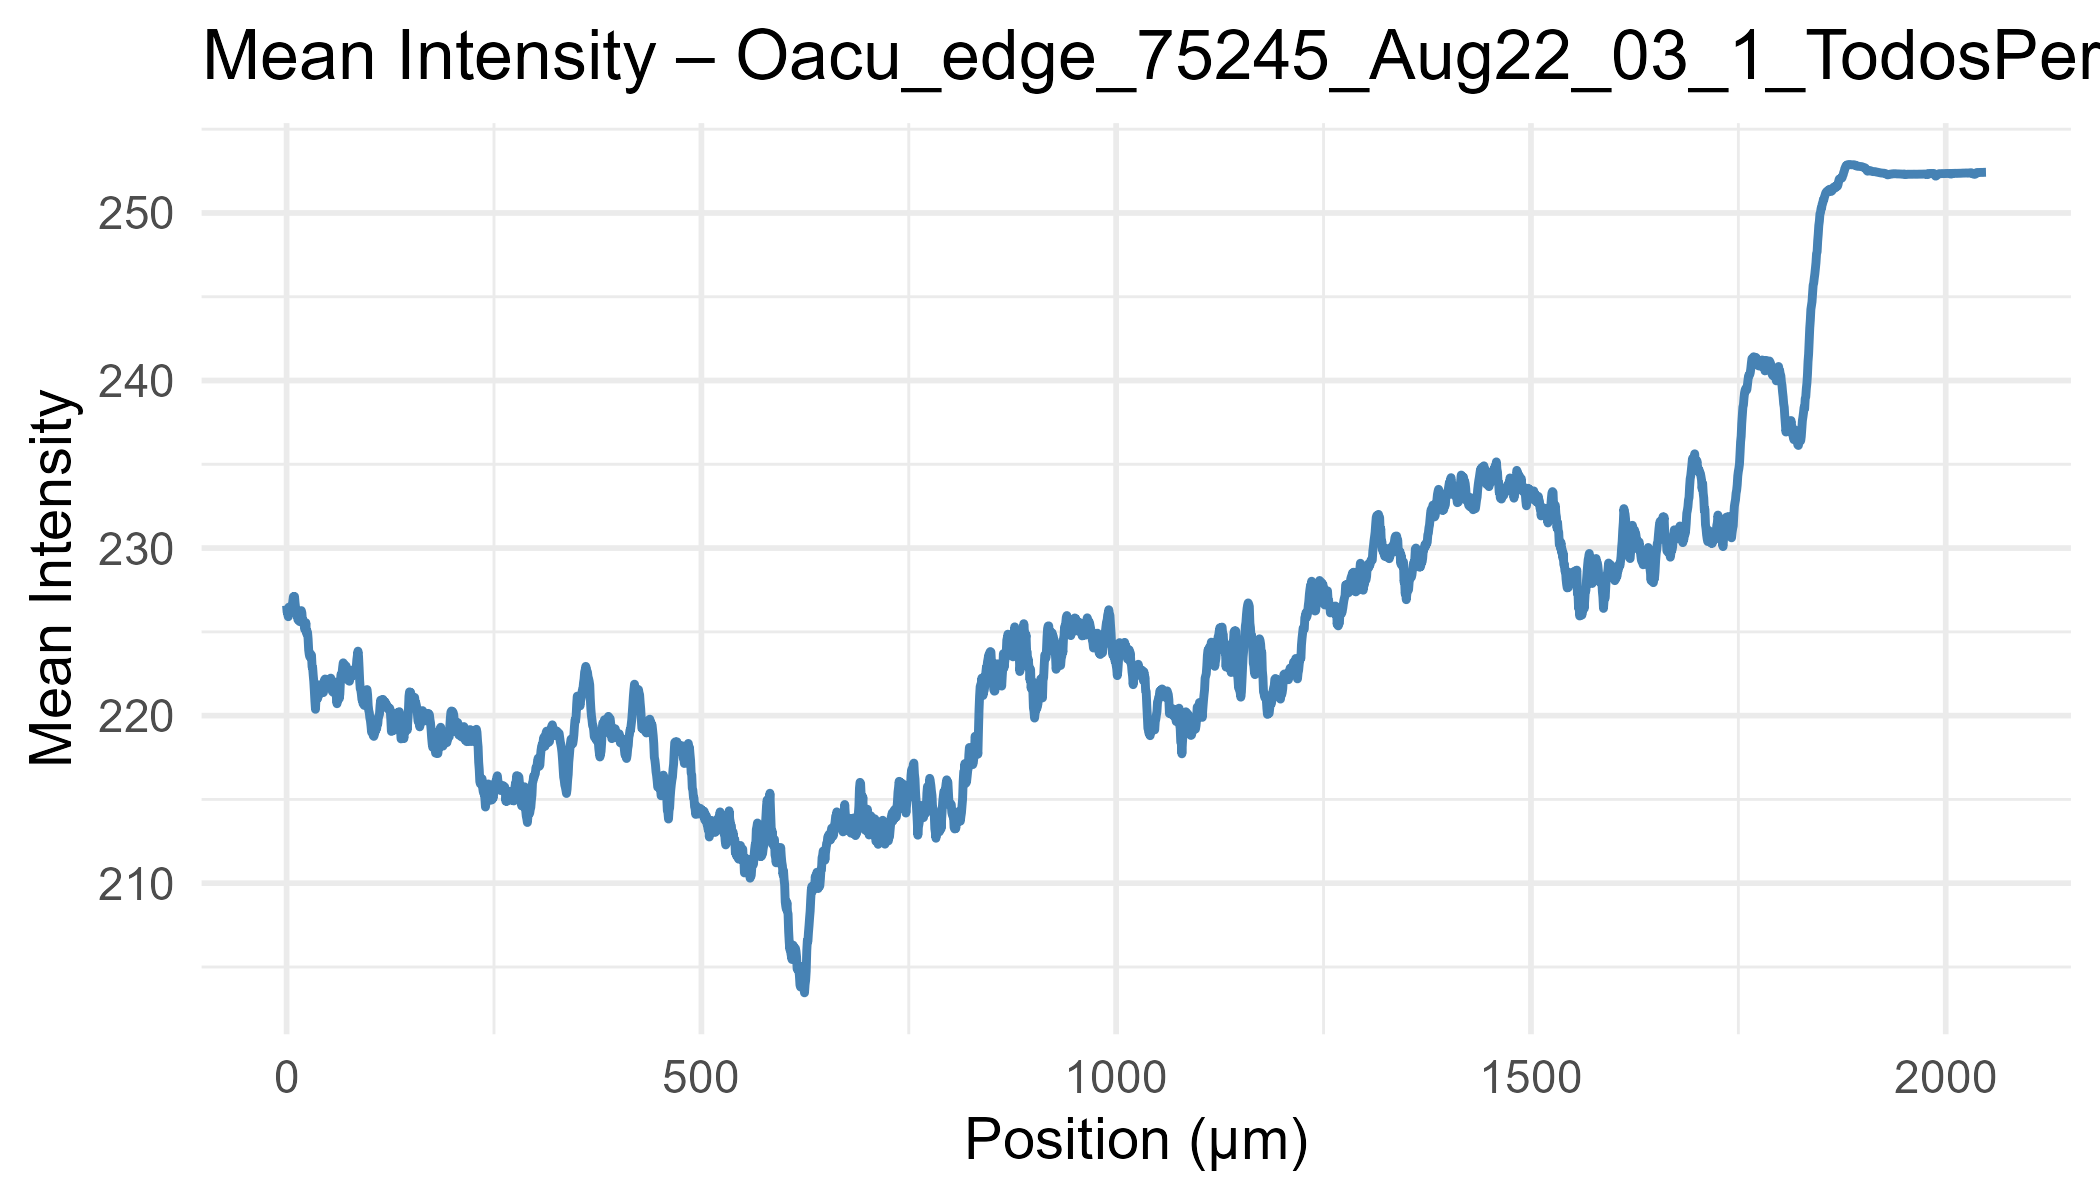 Mean Intensity – Oacu_edge_75245_Aug22_03_1_TodosPer
Mean Intensity
250
240
230
220
210
0 500 1000 1500 2000
Position (µm)